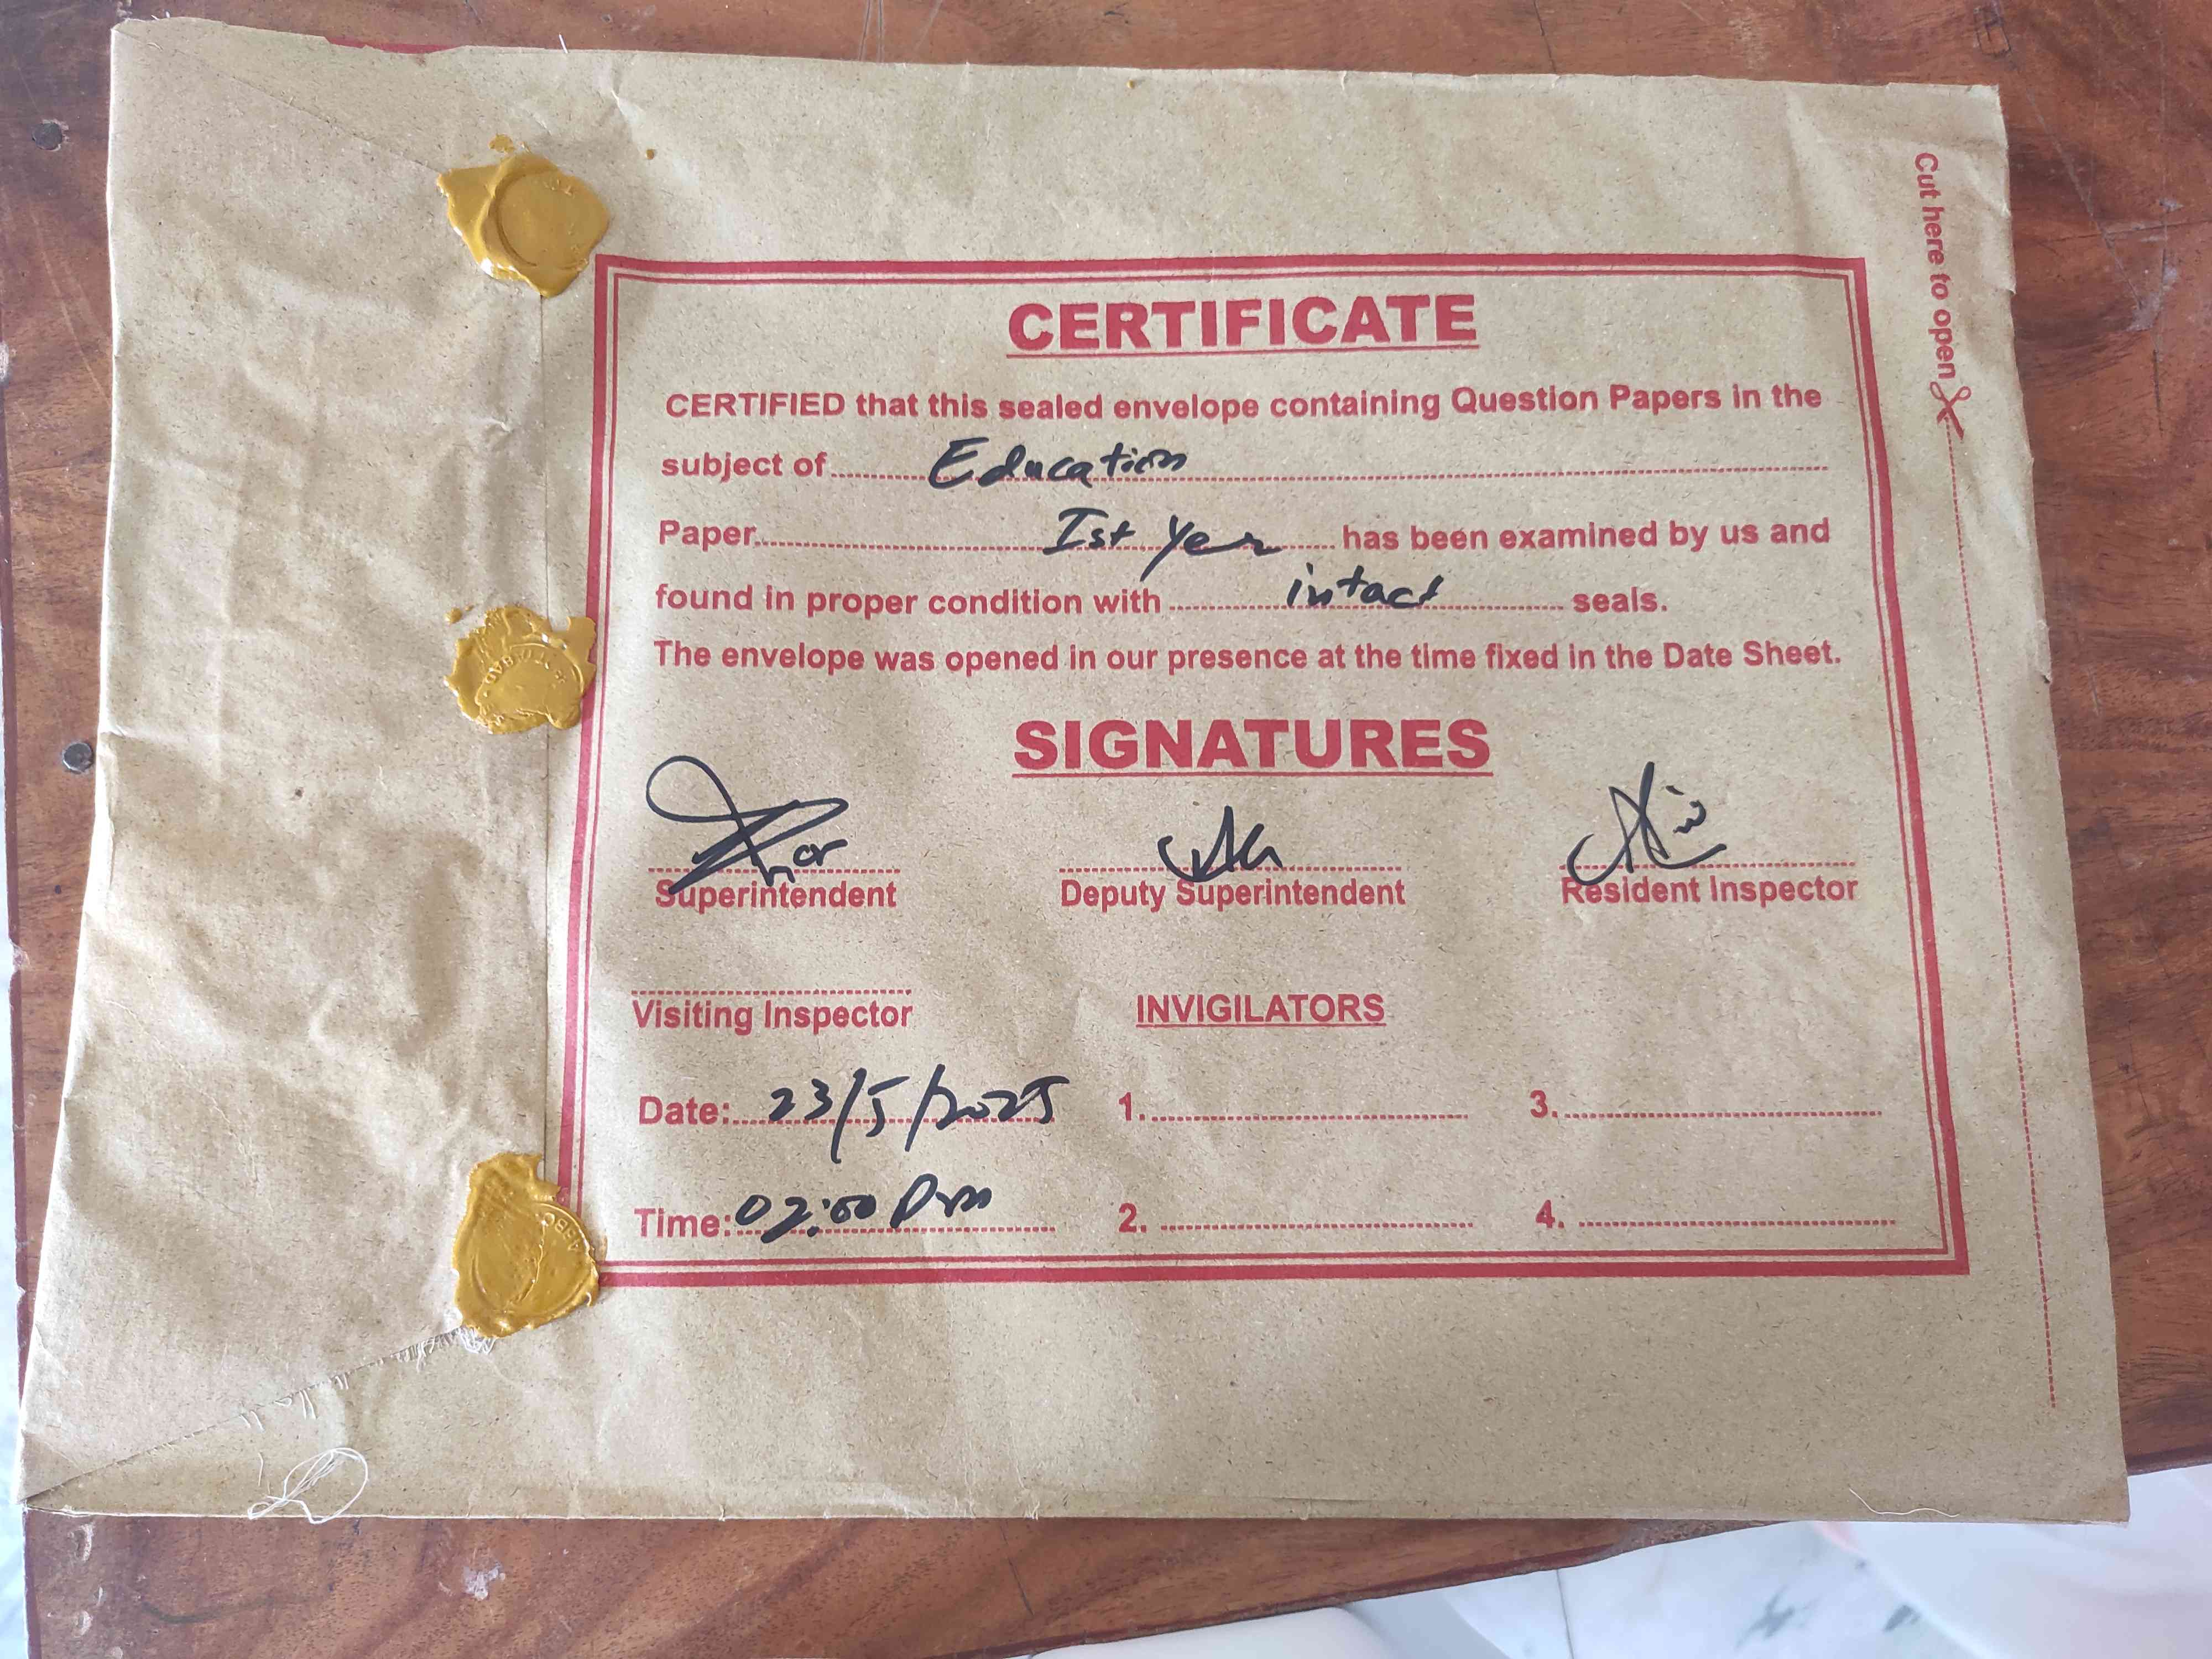 Cut here to open
CERTIFICATE
CERTIFIED that this sealed envelope containing Question Papers in the
subject of Education
Paper Ist Year has been examined by us and
found in proper condition with intact seals.
The envelope was opened in our presence at the time fixed in the Date Sheet.
SIGNATURES
Superintendent Deputy Superintendent Resident Inspector
Visiting Inspector INVIGILATORS
Date: 23/5/2025 1. 3.
Time: 02:00 Pm 2. 4.